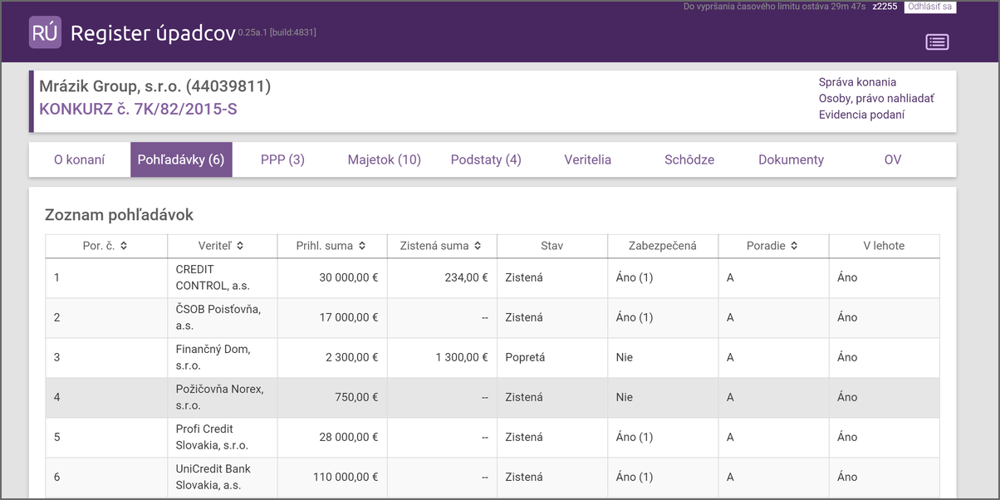 Do vypršania časového limitu ostáva 29m 47s z2255 Odhlásiť sa
RÚ Register úpadcov 0.25a.1 [build:4831]
Mrázik Group, s.r.o. (44039811)
KONKURZ č. 7K/82/2015-S
Správa konania
Osoby, právo nahliadať
Evidencia podaní
O konaní Pohľadávky (6) PPP (3) Majetok (10) Podstaty (4) Veritelia Schôdze Dokumenty OV
Zoznam pohľadávok
Por. č. Veriteľ Prihl. suma Zistená suma Stav Zabezpečená Poradie V lehote
1 CREDIT CONTROL, a.s. 30 000,00 € 234,00 € Zistená Áno (1) A Áno
2 ČSOB Poisťovňa, a.s. 17 000,00 € -- Zistená Áno (1) A Áno
3 Finančný Dom, s.r.o. 2 300,00 € 1 300,00 € Popretá Nie A Áno
4 Požičovňa Norex, s.r.o. 750,00 € -- Zistená Nie A Áno
5 Profi Credit Slovakia, s.r.o. 28 000,00 € -- Zistená Áno (1) A Áno
6 UniCredit Bank Slovakia, a.s. 110 000,00 € -- Zistená Áno (1) A Áno